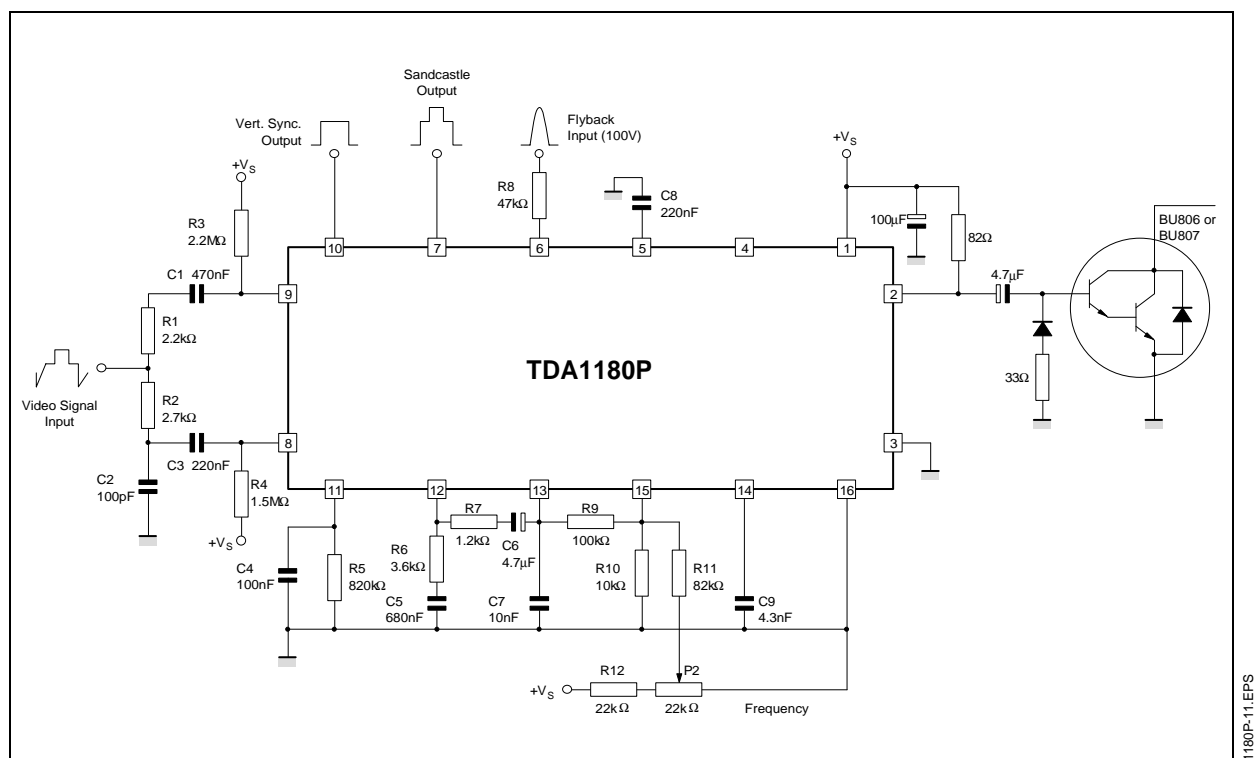 Sandcastle
Output
Vert. Sync.
Output
Flyback
Input (100V)
+VS
+VS
R3
2.2MΩ
R8
47kΩ
C8
220nF
100µF
82Ω
BU806 or
BU807
4.7µF
C1 470nF
10
7
6
5
4
1
9
2
R1
2.2kΩ
TDA1180P
33Ω
Video Signal
Input
R2
2.7kΩ
8
3
C3 220nF
C2
100pF
R4
1.5MΩ
+VS
11
12
13
15
14
16
R7
1.2kΩ
C6
4.7µF
R9
100kΩ
C4
100nF
R5
820kΩ
R6
3.6kΩ
C5
680nF
C7
10nF
R10
10kΩ
R11
82kΩ
C9
4.3nF
+VS
R12
22kΩ
P2
22kΩ
Frequency
1180P-11.EPS